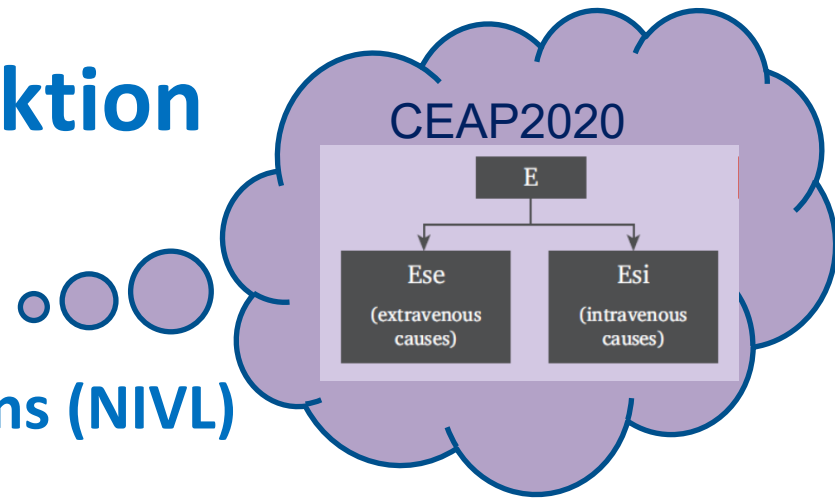 ktion
CEAP2020
E
Ese
(extravenous
causes)
Esi
(intravenous
causes)
ns (NIVL)